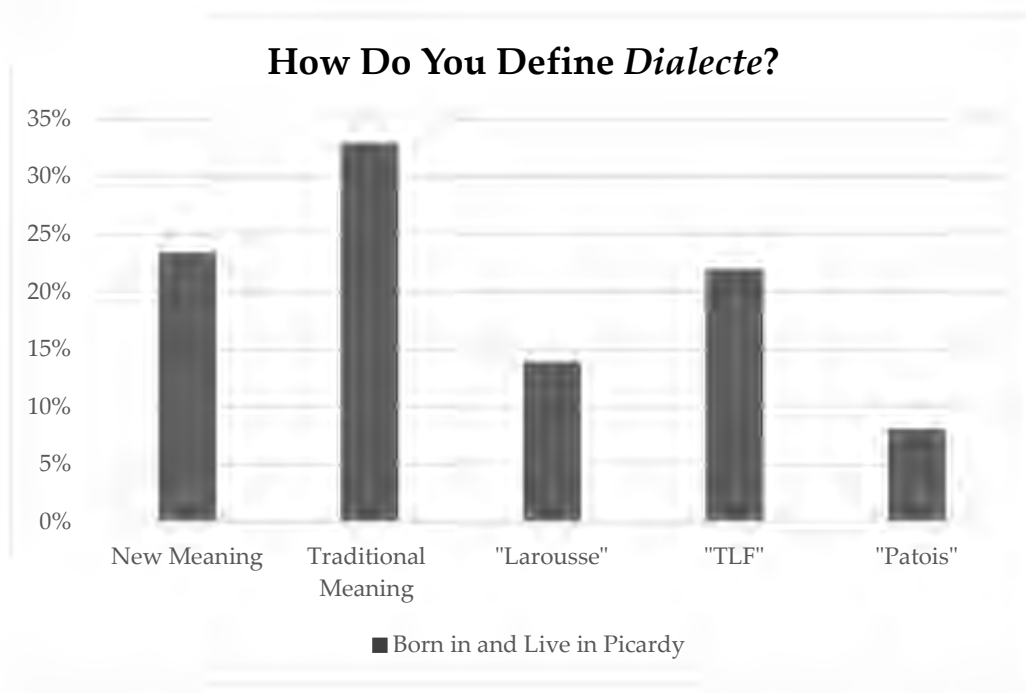 How Do You Define Dialecte?
35%
30%
25%
20%
15%
10%
5%
0%
New Meaning
Traditional
Meaning
"Larousse"
"TLF"
"Patois"
Born in and Live in Picardy